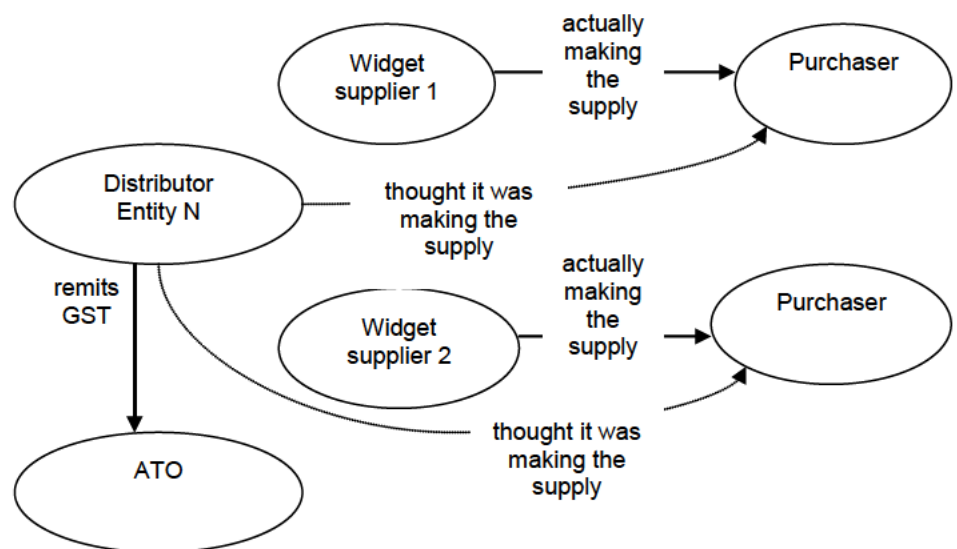 Widget
supplier 1
actually
making
the
supply
Purchaser
Distributor
Entity N
thought it was
making the
supply
remits
GST
Widget
supplier 2
actually
making
the
supply
Purchaser
thought it was
making the
supply
ATO